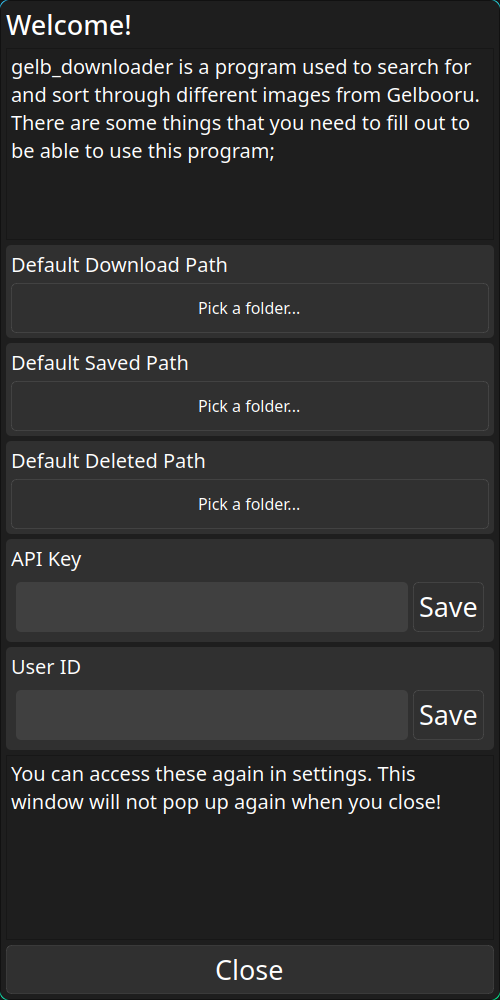 Welcome!
gelb_downloader is a program used to search for
and sort through different images from Gelbooru.
There are some things that you need to fill out to
be able to use this program;
Default Download Path
Pick a folder...
Default Saved Path
Pick a folder...
Default Deleted Path
Pick a folder...
API Key
Save
User ID
Save
You can access these again in settings. This
window will not pop up again when you close!
Close